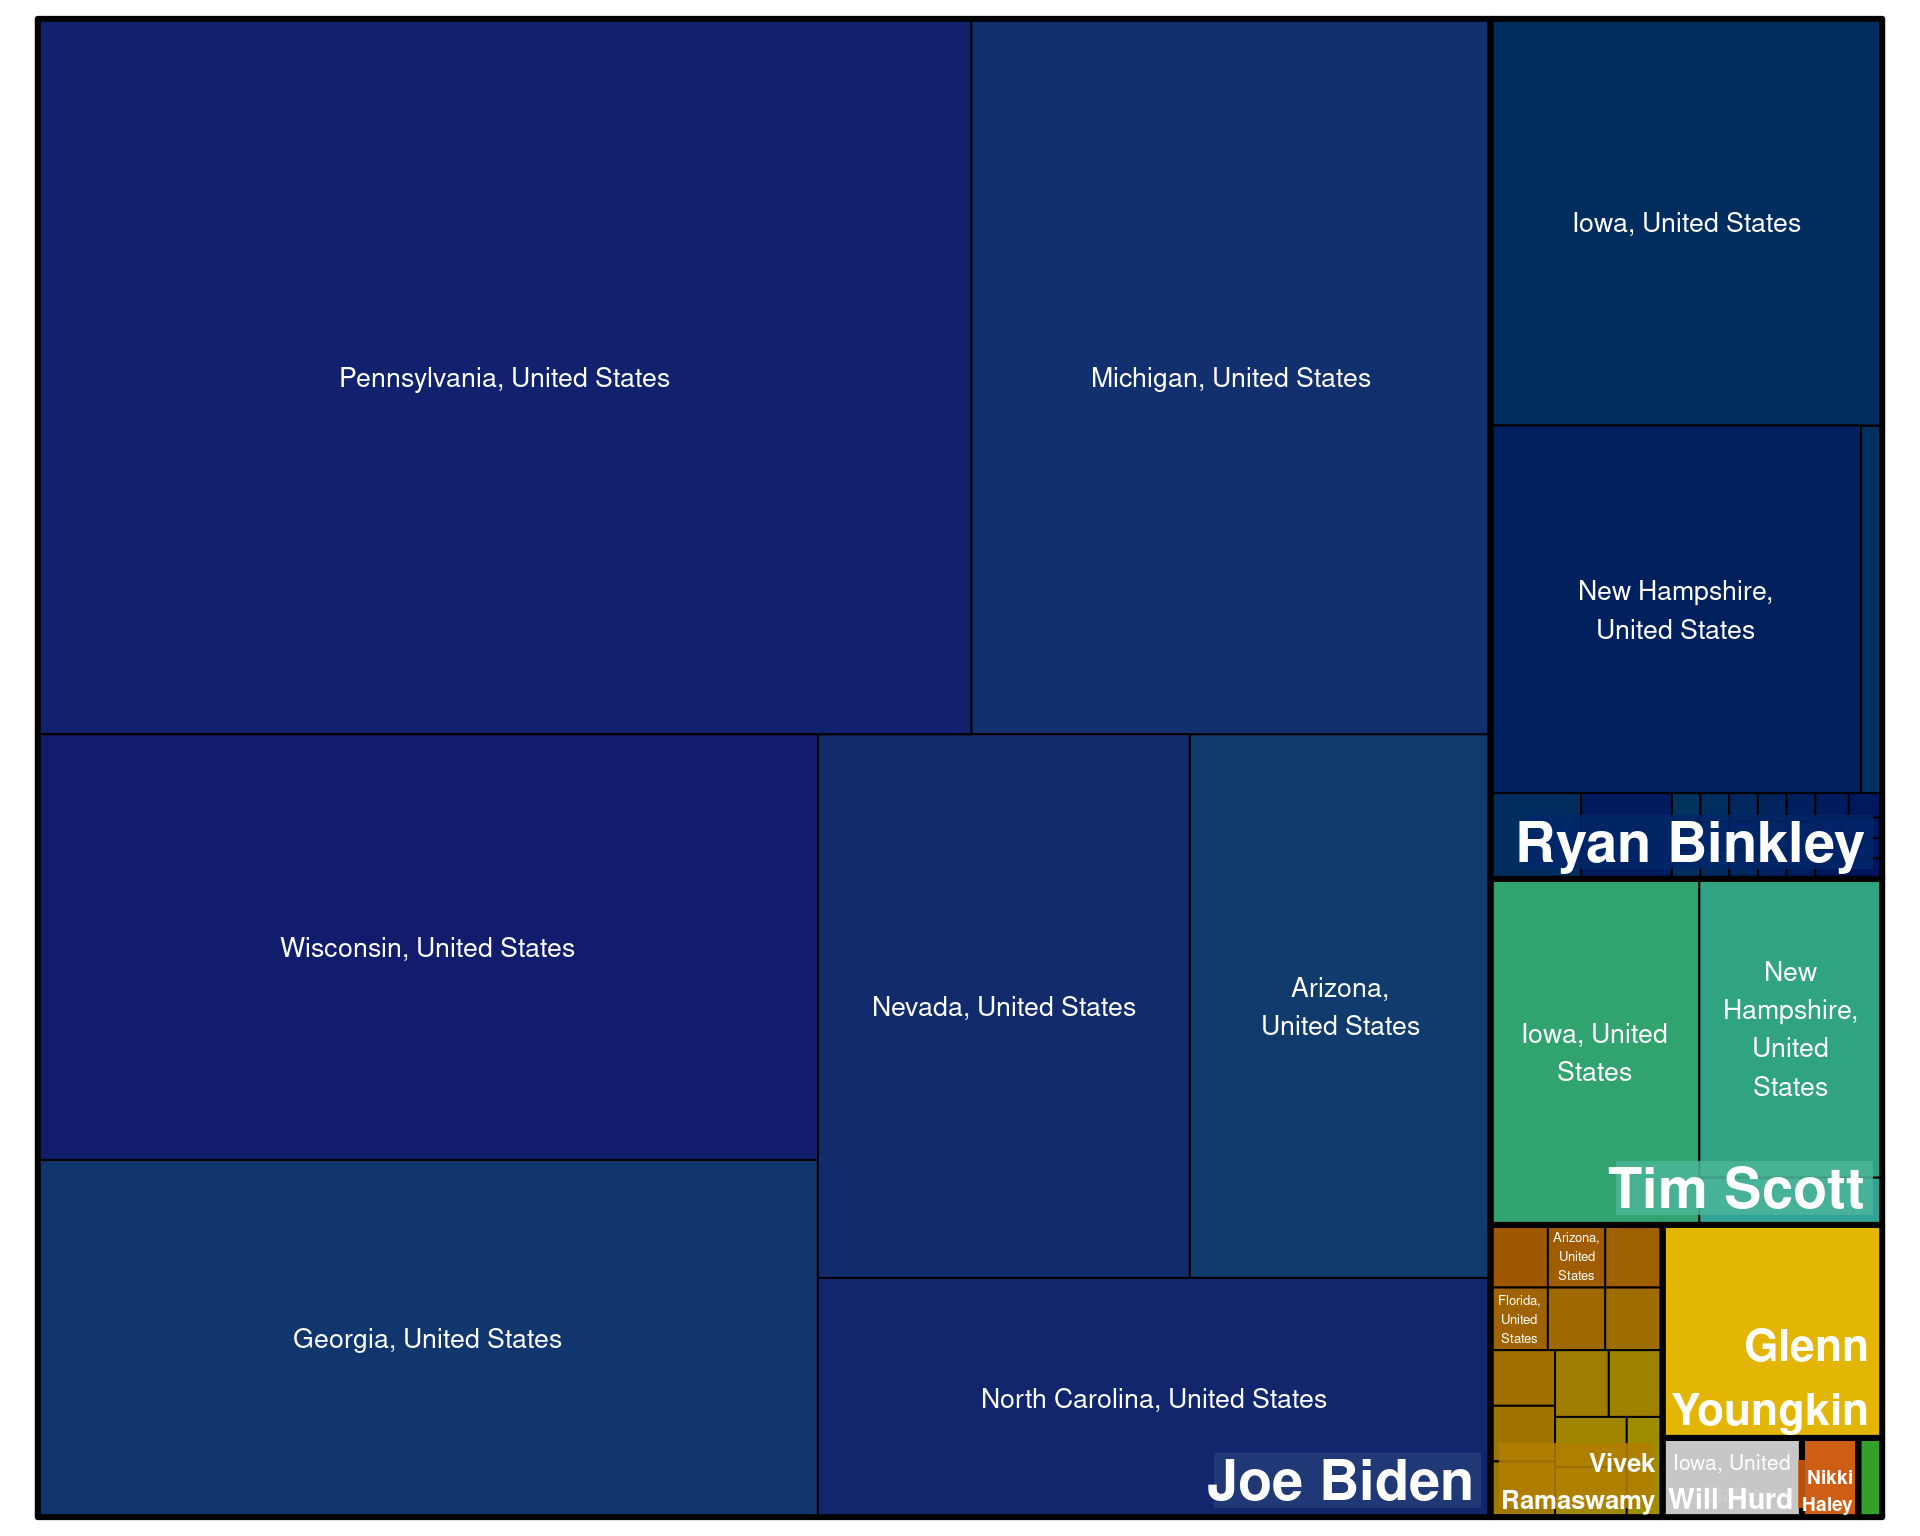 Pennsylvania, United States
Michigan, United States
Wisconsin, United States
Nevada, United States
Arizona,
United States
Georgia, United States
North Carolina, United States
Joe Biden
Iowa, United States
New Hampshire,
United States
Ryan Binkley
Iowa, United
States
New
Hampshire,
United
States
Tim Scott
Arizona,
United
States
Florida,
United
States
Vivek
Ramaswamy
Glenn
Youngkin
Iowa, United
Will Hurd
Nikki
Haley